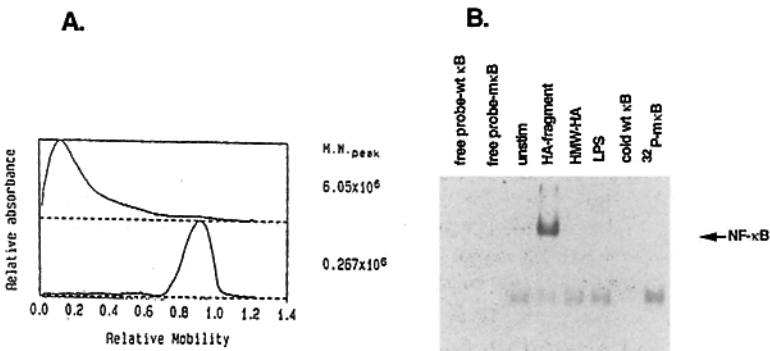 A.
B.
Relative absorbance
M.W.peak
6.05x10⁶
0.267x10⁶
0.0 0.2 0.4 0.6 0.8 1.0 1.2 1.4
Relative Mobility
free probe-wt κB
free probe-mκB
unstim
HA-fragment
HMW-HA
LPS
cold wt κB
³²P-mκB
NF-κB